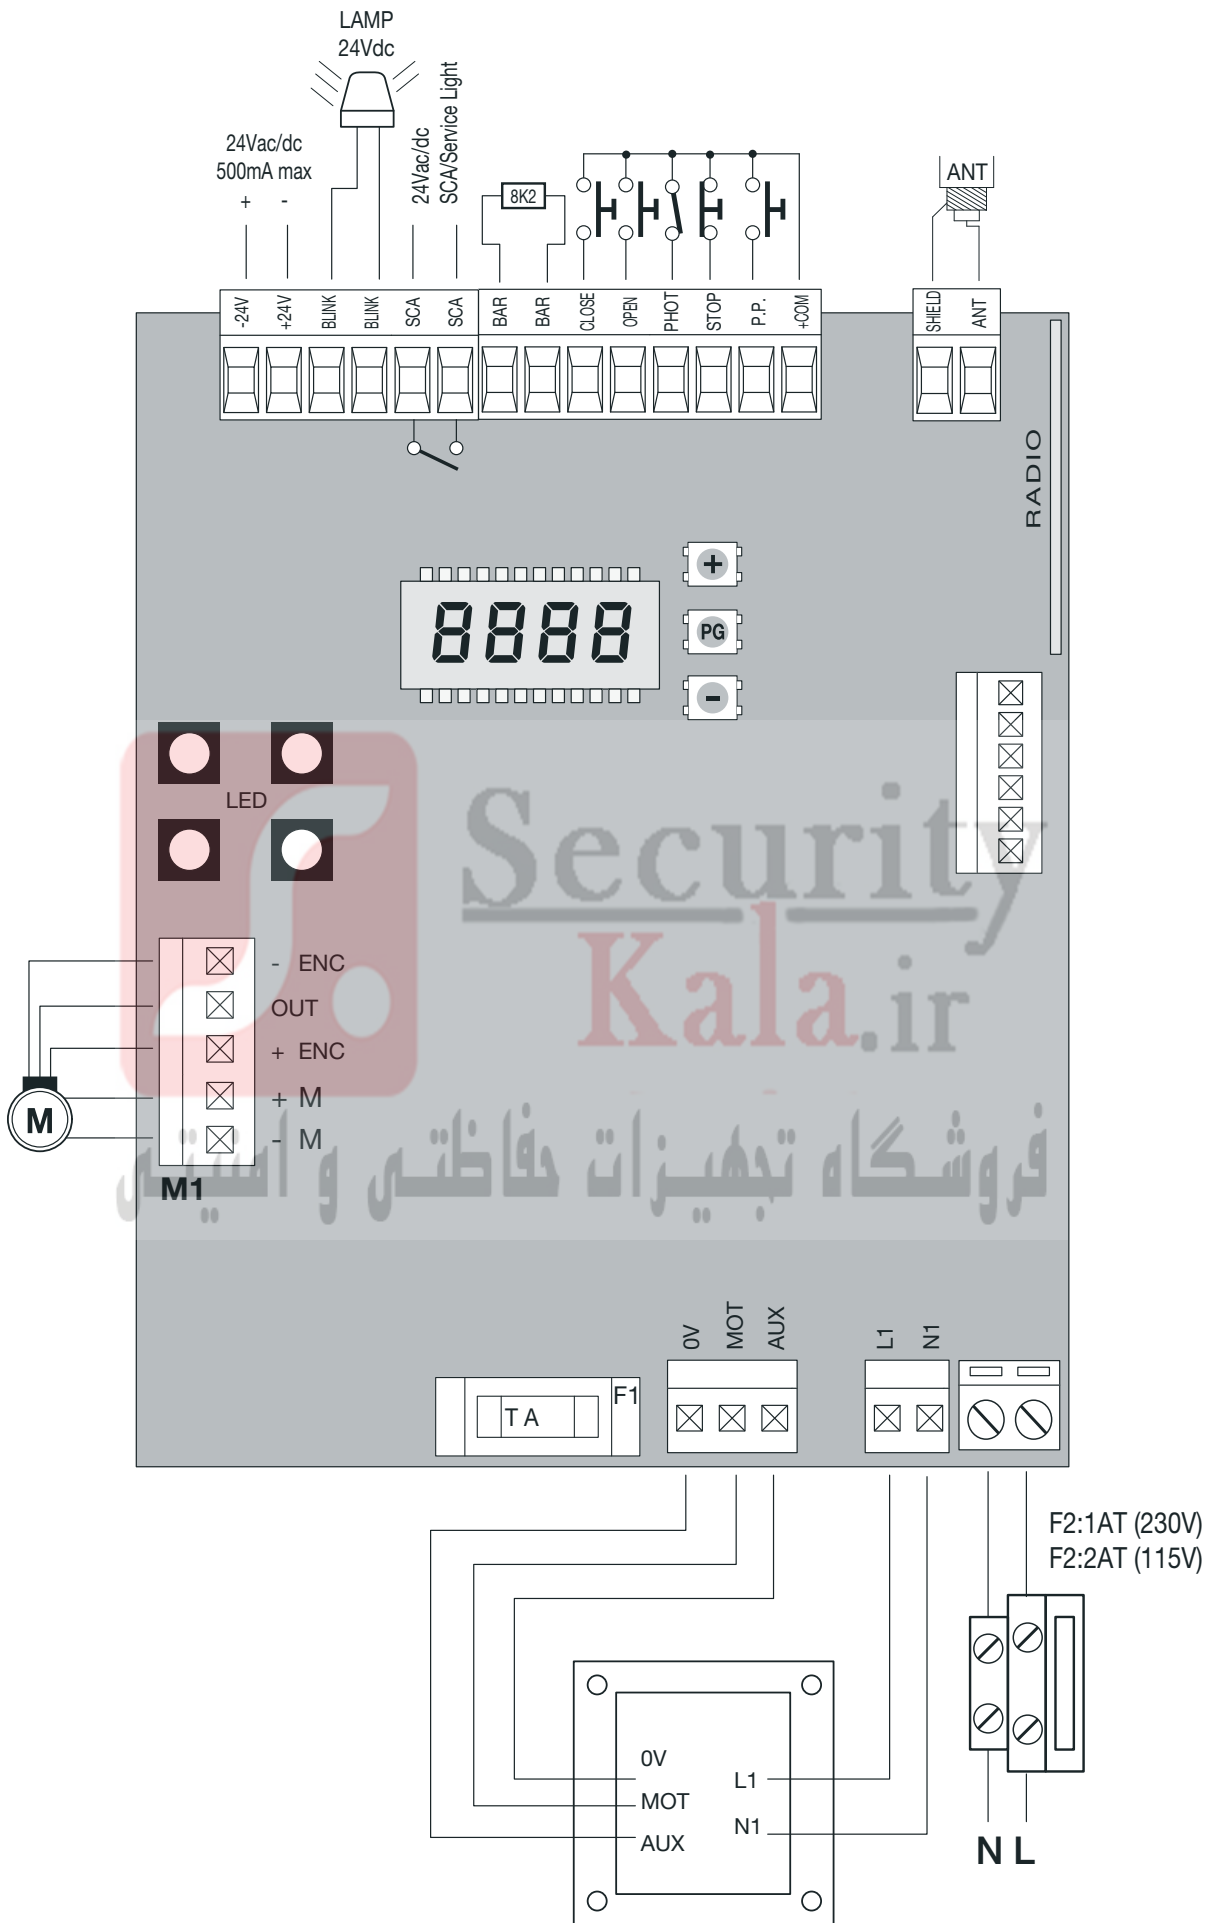 LAMP
24Vdc
24Vac/dc
500mA max
+ -
24Vac/dc
SCA/Service Light
8K2
ANT
-24V
+24V
BLINK
BLINK
SCA
SCA
BAR
BAR
CLOSE
OPEN
PHOT
STOP
P.P.
+COM
SHIELD
ANT
RADIO
8888
+
PG
-
LED
Security
Kala.ir
فروشگاه تجهیزات حفاظتی و امنیتی
- ENC
OUT
+ ENC
+ M
- M
M
M1
0V
MOT
AUX
L1
N1
F1
T A
F2:1AT (230V)
F2:2AT (115V)
0V
MOT
AUX
L1
N1
N L